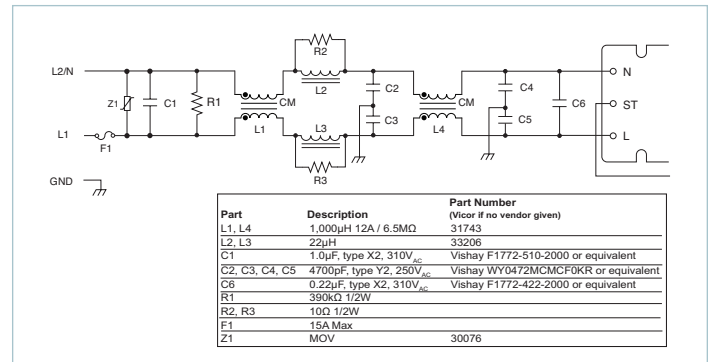 R2
L2/N
N
L2
C2
C4
Z1
C1
R1
CM
CM
C6
ST
L1
L3
C3
L4
C5
L1
L
F1
R3
GND
Part Description Part Number (Vicor if no vendor given)
L1, L4 1,000µH 12A / 6.5MΩ 31743
L2, L3 22µH 33206
C1 1.0µF, type X2, 310VAC Vishay F1772-510-2000 or equivalent
C2, C3, C4, C5 4700pF, type Y2, 250VAC Vishay WY0472MCMCF0KR or equivalent
C6 0.22µF, type X2, 310VAC Vishay F1772-422-2000 or equivalent
R1 390kΩ 1/2W
R2, R3 10Ω 1/2W
F1 15A Max
Z1 MOV 30076